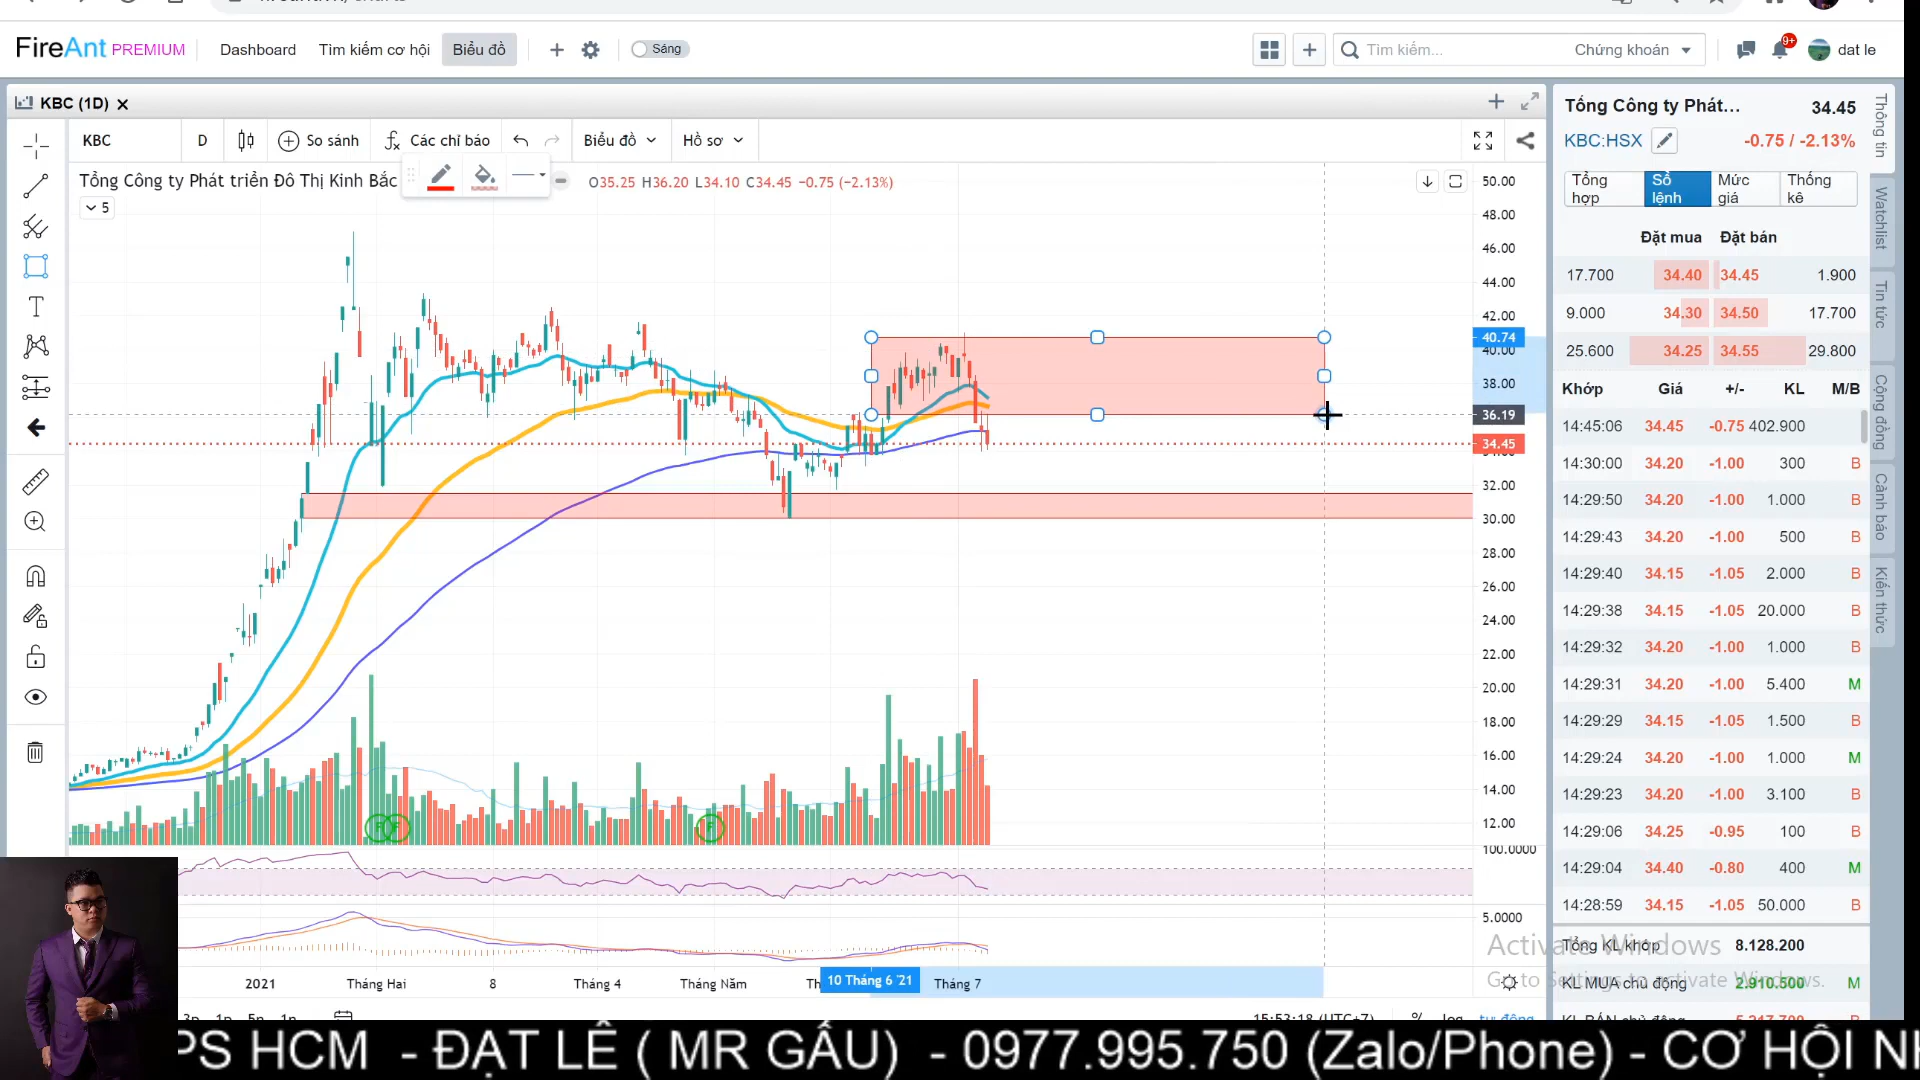 FireAnt PREMIUM Dashboard Tìm kiếm cơ hội Biểu đồ Sáng Tìm kiếm... Chứng khoán 9+ dat le
KBC (1D)
KBC D So sánh Các chỉ báo Biểu đồ Hồ sơ
Tổng Công ty Phát triển Đô Thị Kinh Bắc O35.25 H36.20 L34.10 C34.45 −0.75 (−2.13%)
5
50.00
48.00
46.00
44.00
42.00
40.74
40.00
38.00
36.19
34.45
32.00
30.00
28.00
26.00
24.00
22.00
20.00
18.00
16.00
14.00
12.00
100.0000
5.0000
F F F
2021 Tháng Hai 8 Tháng 4 Tháng Năm Th 10 Tháng 6 '21 Tháng 7
15:53:18 (UTC+7) % log tự động
Tổng Công ty Phát... 34.45
KBC:HSX -0.75 / -2.13%
Tổng hợp Sổ lệnh Mức giá Thống kê
Đặt mua Đặt bán
17.700 34.40 34.45 1.900
9.000 34.30 34.50 17.700
25.600 34.25 34.55 29.800
Khớp Giá +/- KL M/B
14:45:06 34.45 -0.75 402.900
14:30:00 34.20 -1.00 300 B
14:29:50 34.20 -1.00 1.000 B
14:29:43 34.20 -1.00 500 B
14:29:40 34.15 -1.05 2.000 B
14:29:38 34.15 -1.05 20.000 B
14:29:32 34.20 -1.00 1.000 B
14:29:31 34.20 -1.00 5.400 M
14:29:29 34.15 -1.05 1.500 B
14:29:24 34.20 -1.00 1.000 M
14:29:23 34.20 -1.00 3.100 B
14:29:06 34.25 -0.95 100 B
14:29:04 34.40 -0.80 400 M
14:28:59 34.15 -1.05 50.000 B
Tổng KL khớp 8.128.200
KL MUA chủ động 2.910.500 M
Activate Windows
Go to Settings to activate Windows.
Thông tin
Watchlist
Tin tức
Cộng đồng
Cảnh báo
Kiến thức
PS HCM - ĐẠT LÊ ( MR GẤU) - 0977.995.750 (Zalo/Phone) - CƠ HỘI